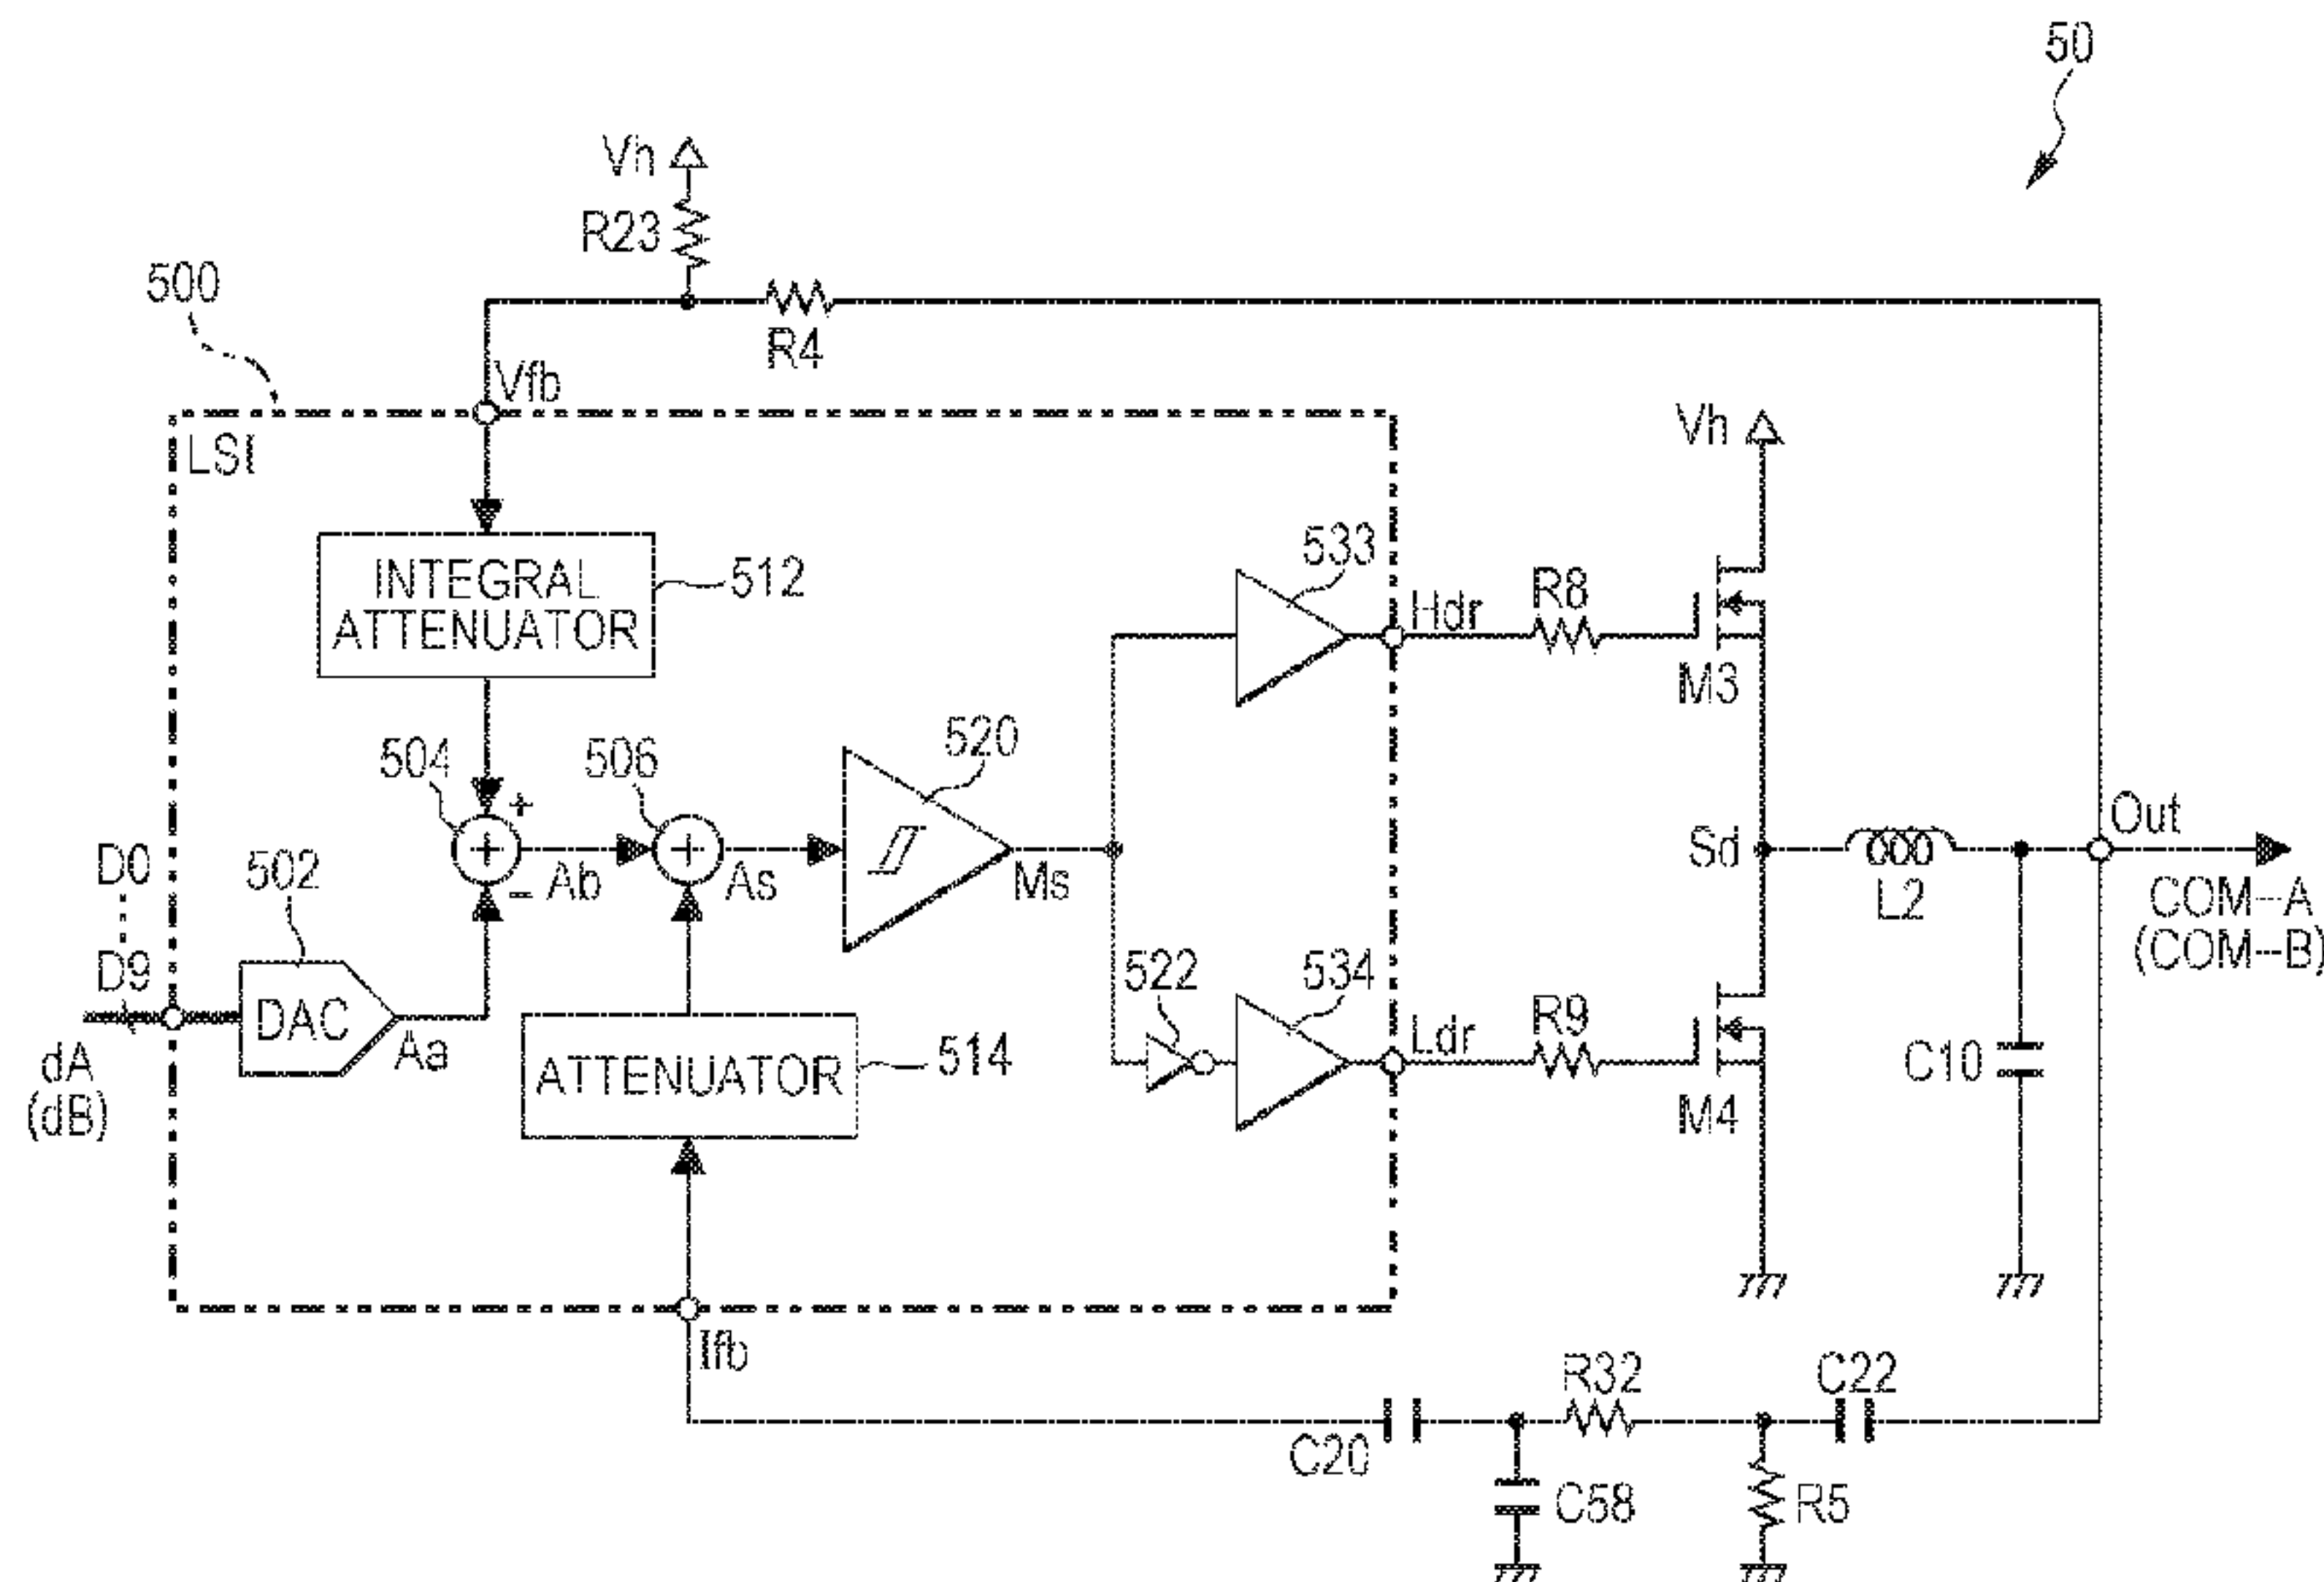 50
Vh
R23
500
R4
Vfb
LSI
Vh
INTEGRAL
ATTENUATOR
512
533
Hdr
R8
M3
504
506
520
+
Out
D0
D9
502
− Ab
As
Ms
Sd
L2
COM-A
(COM-B)
522
534
DAC
Aa
dA
(dB)
ATTENUATOR
514
Ldr
R9
M4
C10
Ifb
R32
C22
C20
C58
R5